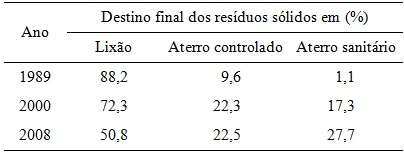 Ano Destino final dos resíduos sólidos em (%)
Lixão Aterro controlado Aterro sanitário
1989 88,2 9,6 1,1
2000 72,3 22,3 17,3
2008 50,8 22,5 27,7